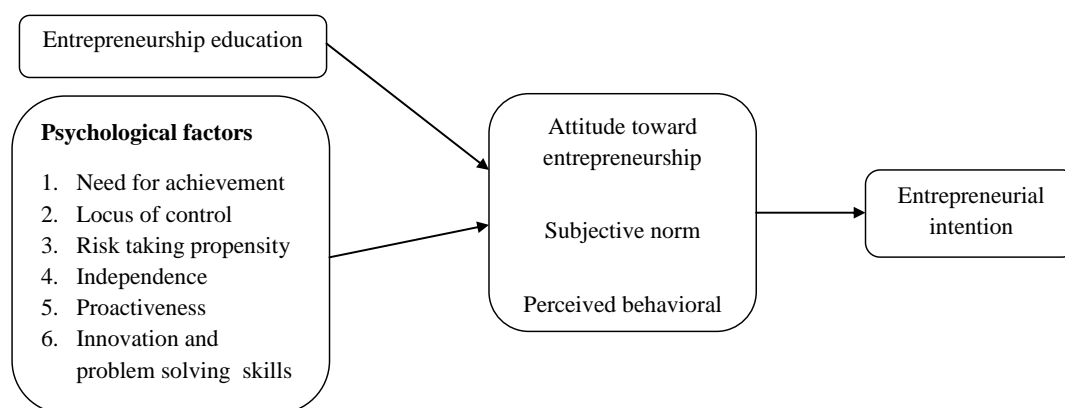 Entrepreneurship education
Psychological factors
1. Need for achievement
2. Locus of control
3. Risk taking propensity
4. Independence
5. Proactiveness
6. Innovation and
problem solving skills
Attitude toward
entrepreneurship
Subjective norm
Perceived behavioral
Entrepreneurial
intention